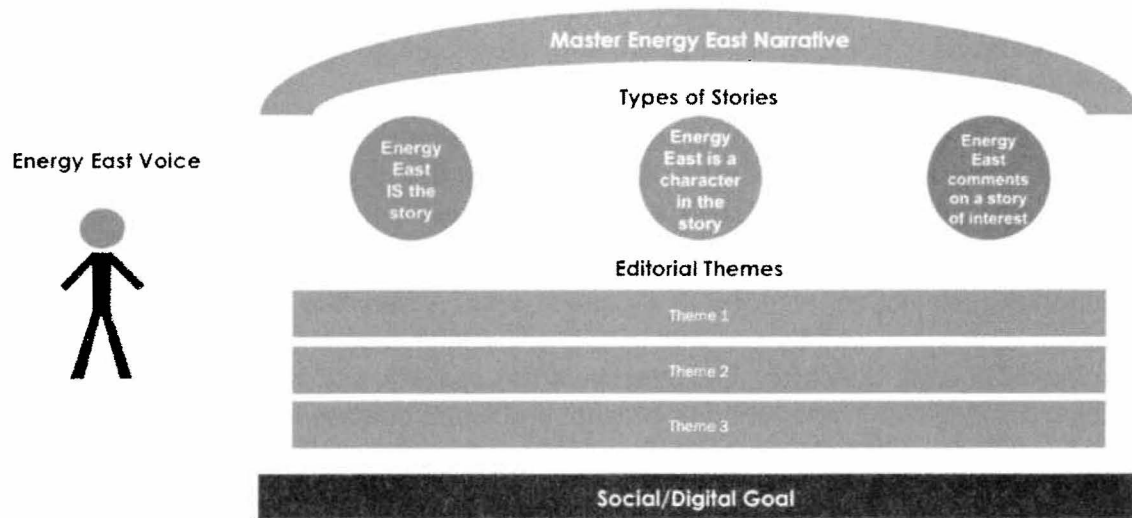 Master Energy East Narrative
Types of Stories
Energy East Voice
Energy
East
IS the
story
Energy
East is a
character
in the
story
Energy
East
comments
on a story
of interest
Editorial Themes
Theme 1
Theme 2
Theme 3
Social/Digital Goal